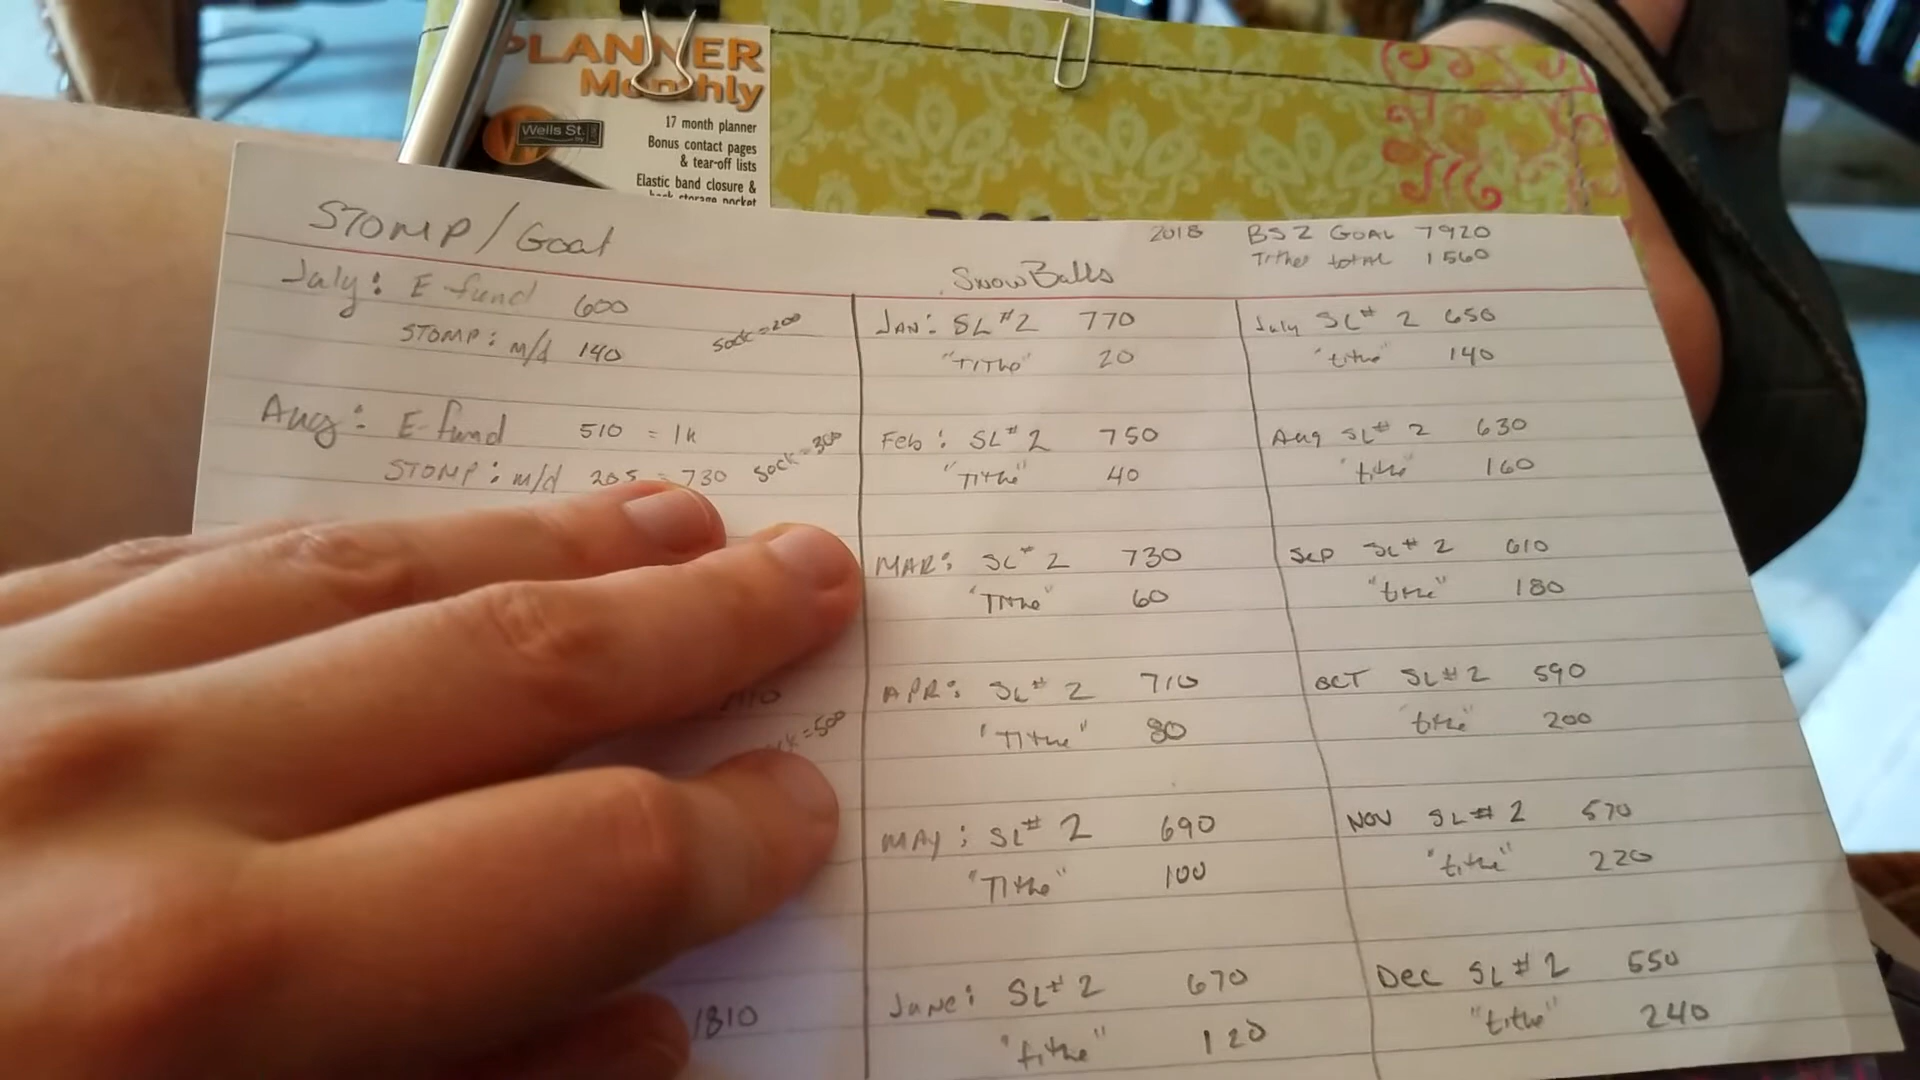 PLANNER
Monthly
Wells St.
17 month planner
Bonus contact pages
& tear-off lists
Elastic band closure &
back storage pocket
STOMP/Goal
2018 BS2 GOAL 7920
Tithes total 1560
July: E-fund 600
STOMP: m/d 140 sock=200
Aug: E-fund 510 = 1k
STOMP: m/d 205 = 730 sock=300
=500
1810
SnowBalls
JAN: SL#2 770
"TITHe" 20
Feb: SL#2 750
"TITHe" 40
MAR: SL#2 730
"TITHe" 60
APR: SL#2 710
"TITHe" 80
MAY: SL#2 690
"TITHe" 100
June: SL#2 670
"tithe" 120
July SL#2 650
"tithe" 140
Aug SL#2 630
"tithe" 160
Sep SL#2 610
"tithe" 180
OCT SL#2 590
"tithe" 200
NOV SL#2 570
"tithe" 220
Dec SL#2 550
"tithe" 240